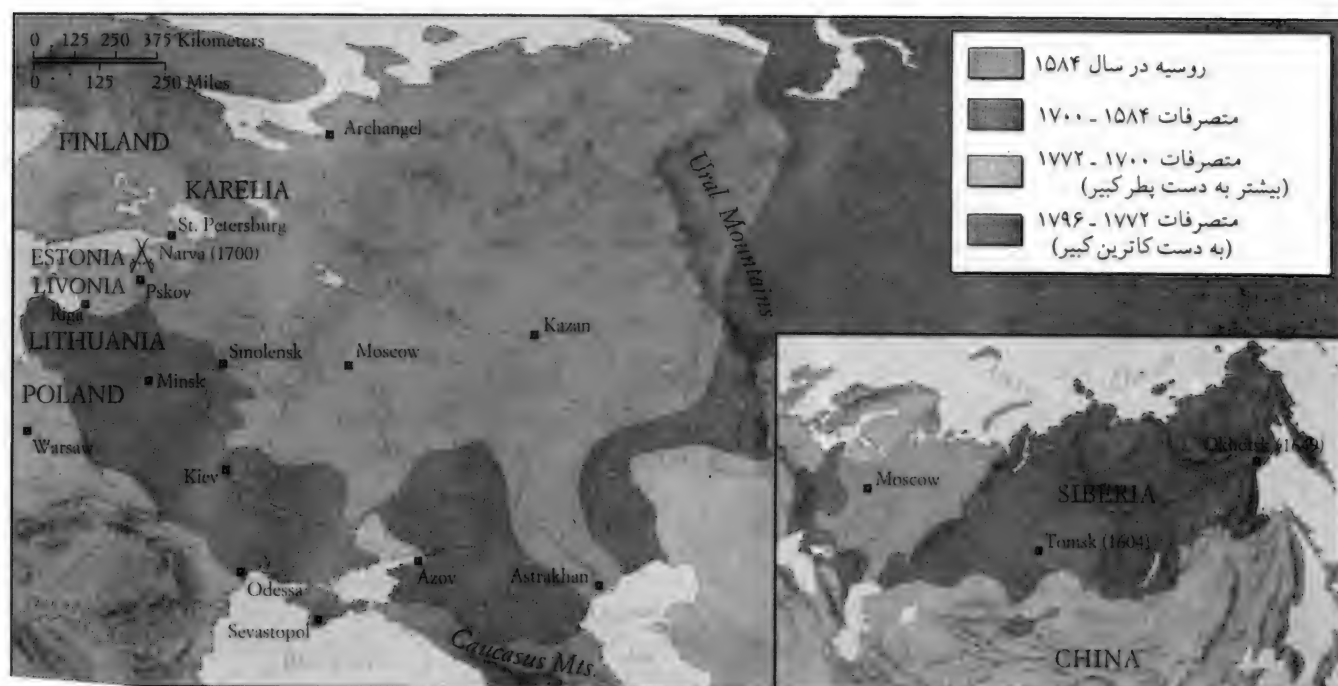 0 125 250 375 Kilometers
0 125 250 Miles
FINLAND
Archangel
KARELIA
St. Petersburg
ESTONIA
Narva (1700)
LIVONIA
Pskov
Riga
LITHUANIA
Smolensk
Moscow
Kazan
Minsk
POLAND
Warsaw
Kiev
Odessa
Azov
Astrakhan
Sevastopol
Caucasus Mts.
Ural Mountains
روسیه در سال ۱۵۸۴
متصرفات ۱۵۸۴ ـ ۱۷۰۰
متصرفات ۱۷۰۰ ـ ۱۷۷۲
(بیشتر به دست پطر کبیر)
متصرفات ۱۷۷۲ ـ ۱۷۹۶
(به دست کاترین کبیر)
Moscow
SIBERIA
Okhotsk (1649)
Tomsk (1604)
CHINA